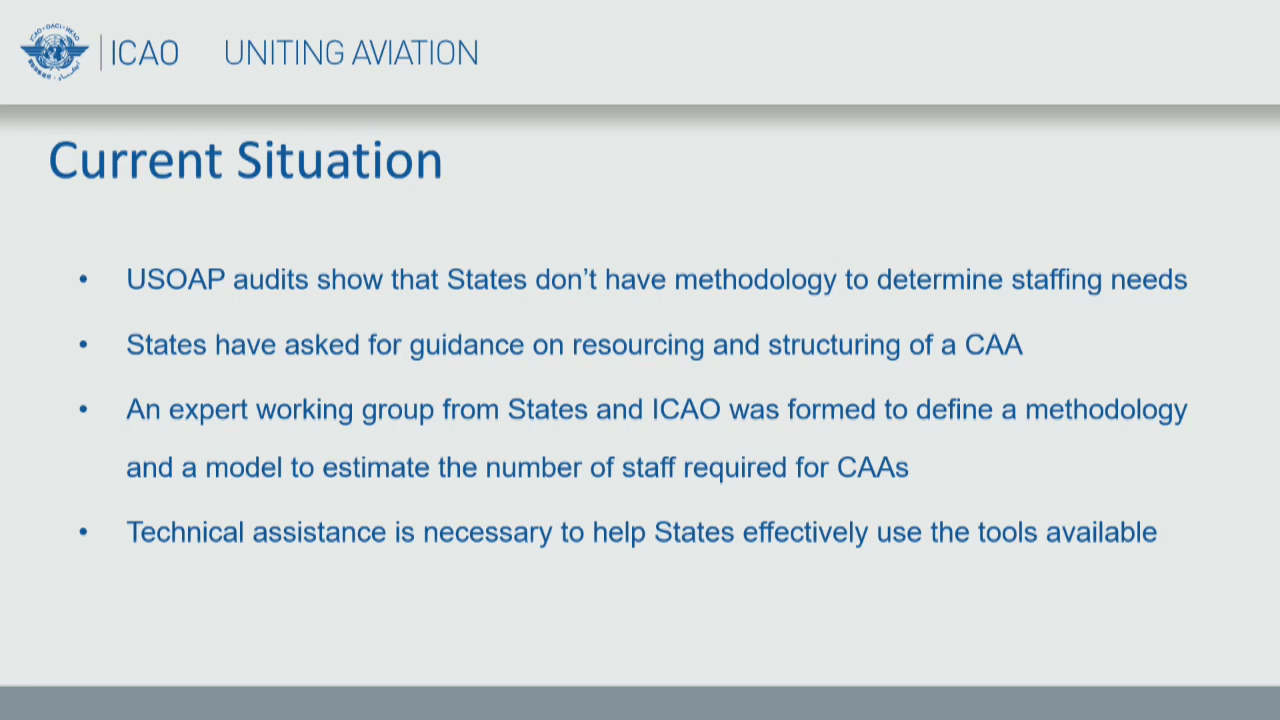 ICAO UNITING AVIATION
Current Situation
• USOAP audits show that States don’t have methodology to determine staffing needs
• States have asked for guidance on resourcing and structuring of a CAA
• An expert working group from States and ICAO was formed to define a methodology
and a model to estimate the number of staff required for CAAs
• Technical assistance is necessary to help States effectively use the tools available